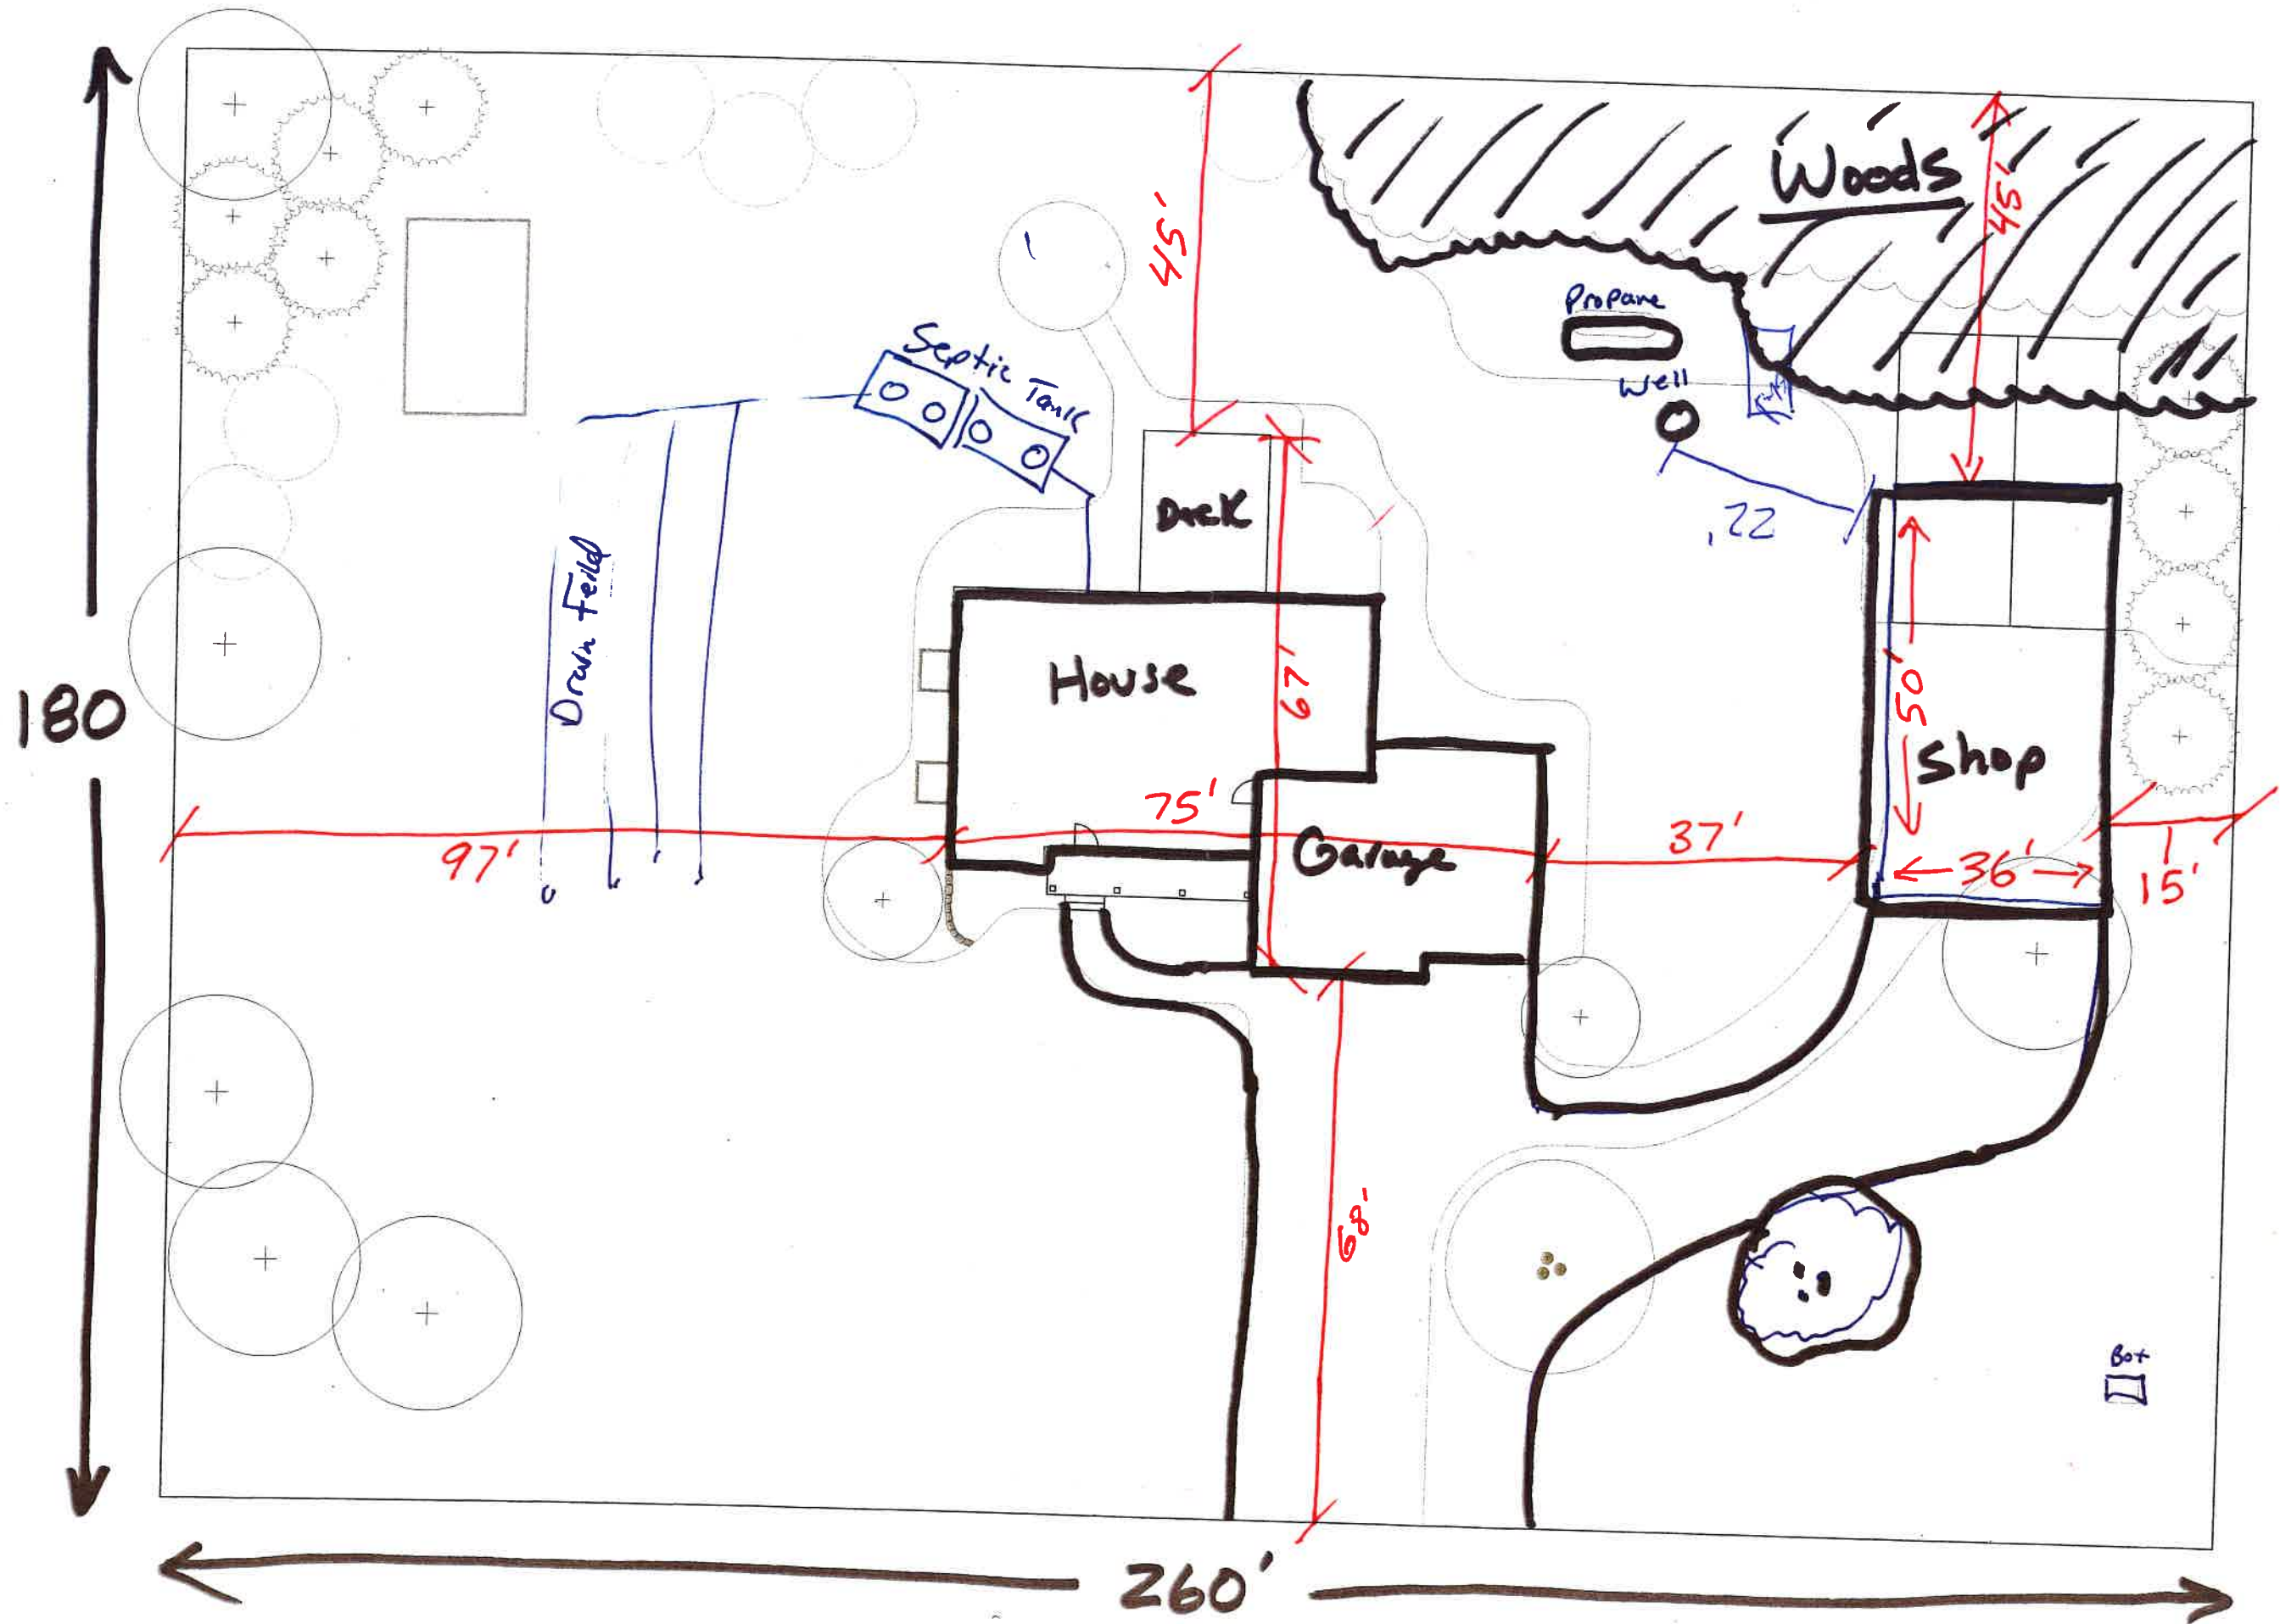 Woods
45'
45'
Propane
Septic Tank
Well
Deck
,22
Drain Feild
House
67'
50'
180
Shop
75'
37'
97'
Garage
36'
15'
68'
Box
260'